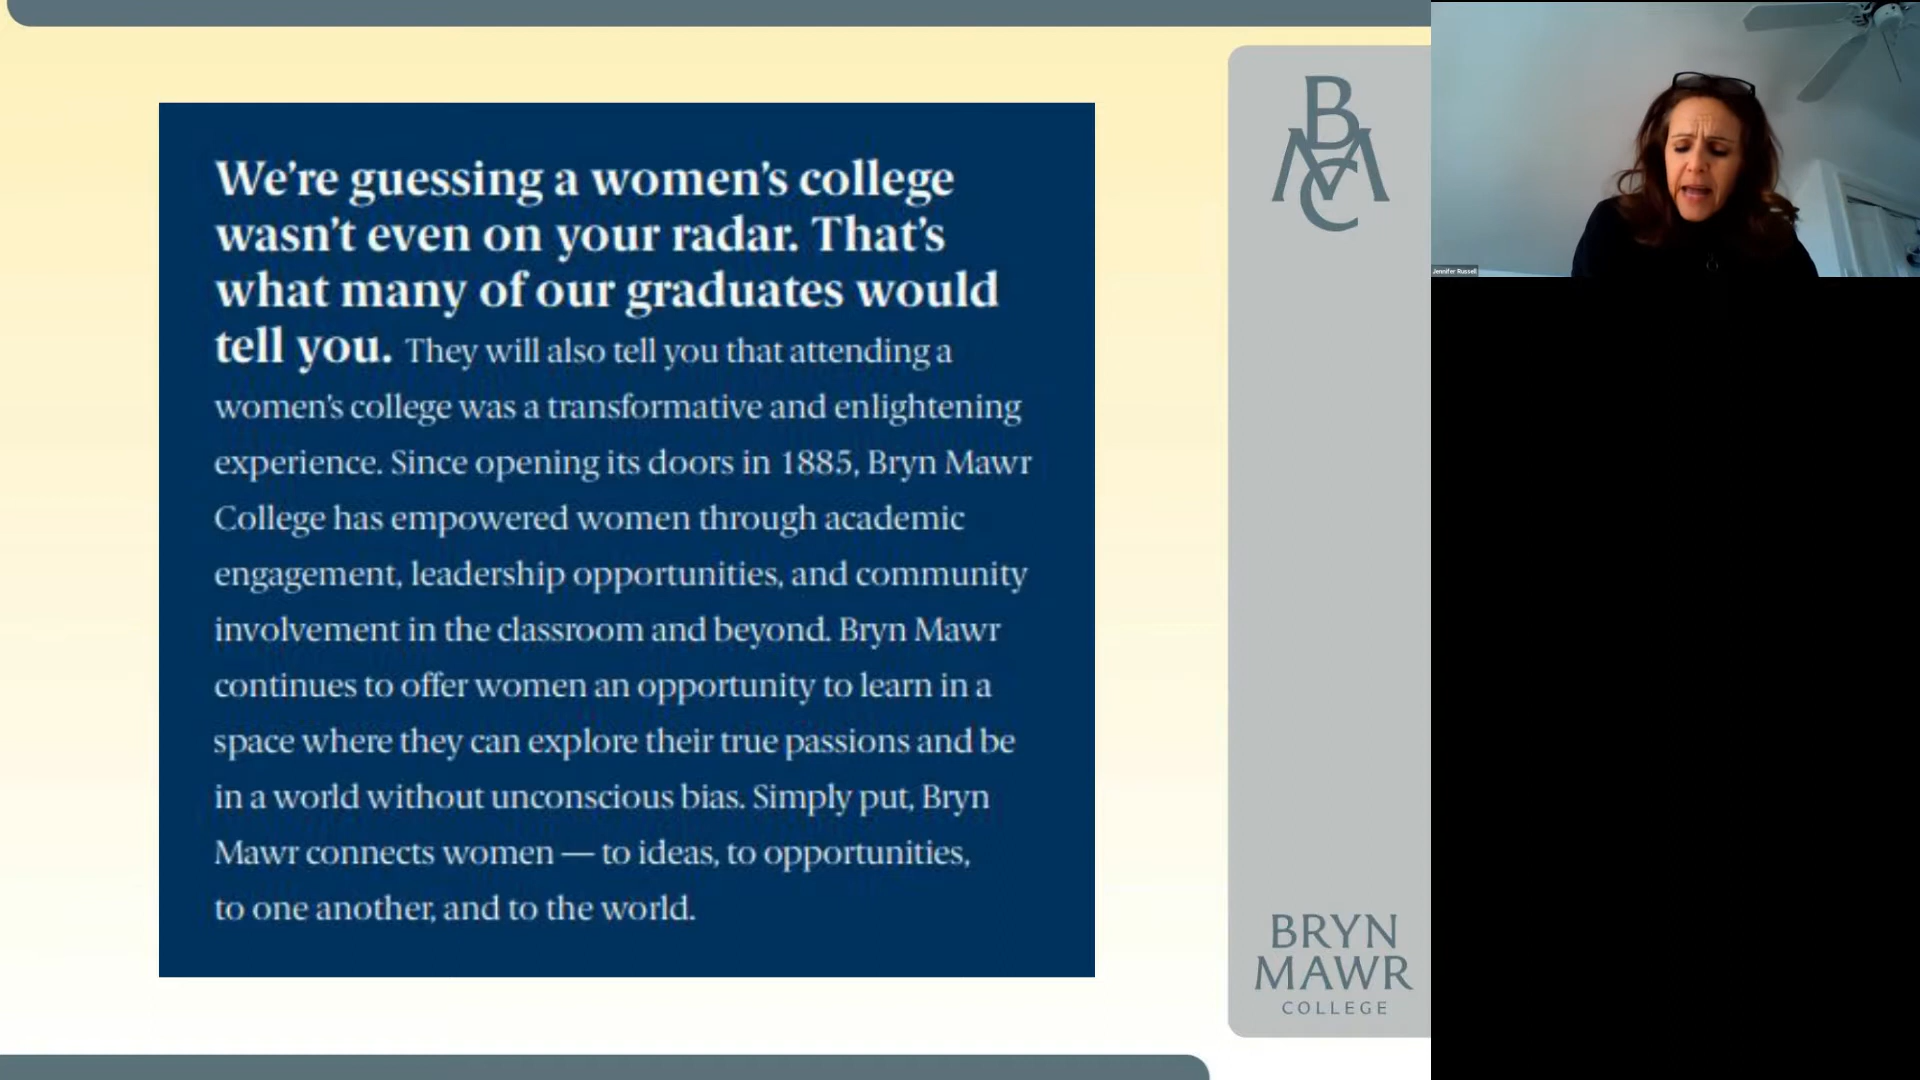 We’re guessing a women’s college
wasn’t even on your radar. That’s
what many of our graduates would
tell you. They will also tell you that attending a
women’s college was a transformative and enlightening
experience. Since opening its doors in 1885, Bryn Mawr
College has empowered women through academic
engagement, leadership opportunities, and community
involvement in the classroom and beyond. Bryn Mawr
continues to offer women an opportunity to learn in a
space where they can explore their true passions and be
in a world without unconscious bias. Simply put, Bryn
Mawr connects women — to ideas, to opportunities,
to one another, and to the world.
B
M
C
BRYN
MAWR
COLLEGE
Jennifer Russell